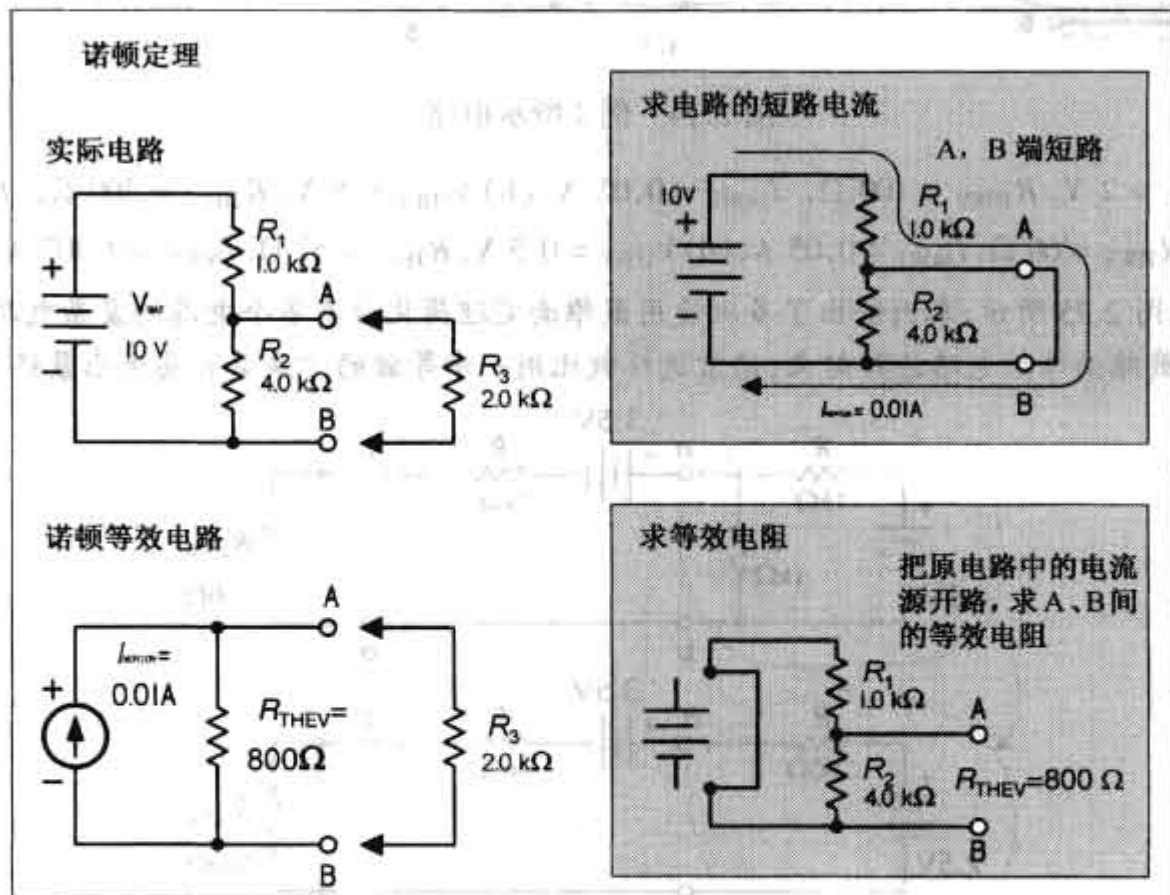 诺顿定理
实际电路
R1
1.0 kΩ
A
10 V
R2
4.0 kΩ
R3
2.0 kΩ
B
求电路的短路电流
A，B 端短路
10V
R1
1.0 kΩ
A
R2
4.0 kΩ
B
= 0.01A
诺顿等效电路
A
0.01A
RTHEV=
800Ω
R3
2.0 kΩ
B
求等效电阻
把原电路中的电流
源开路，求A、B间
的等效电阻
R1
1.0 kΩ
A
R2
4.0 kΩ
RTHEV=800 Ω
B